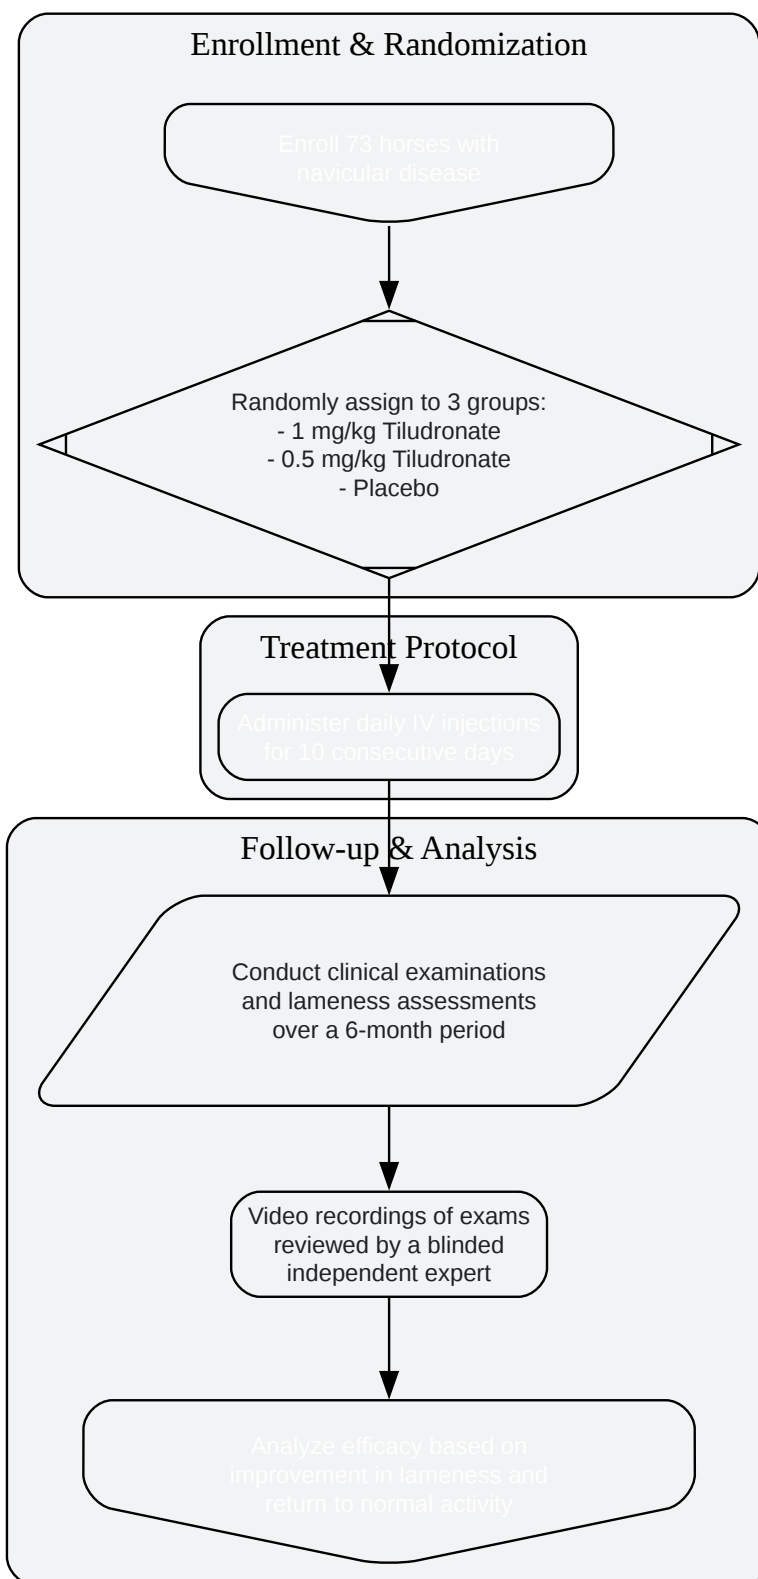 Enrollment & Randomization
Enroll 73 horses with
navicular disease
Randomly assign to 3 groups:
- 1 mg/kg Tiludronate
- 0.5 mg/kg Tiludronate
- Placebo
Treatment Protocol
Administer daily IV injections
for 10 consecutive days
Follow-up & Analysis
Conduct clinical examinations
and lameness assessments
over a 6-month period
Video recordings of exams
reviewed by a blinded
independent expert
Analyze efficacy based on
improvement in lameness and
return to normal activity